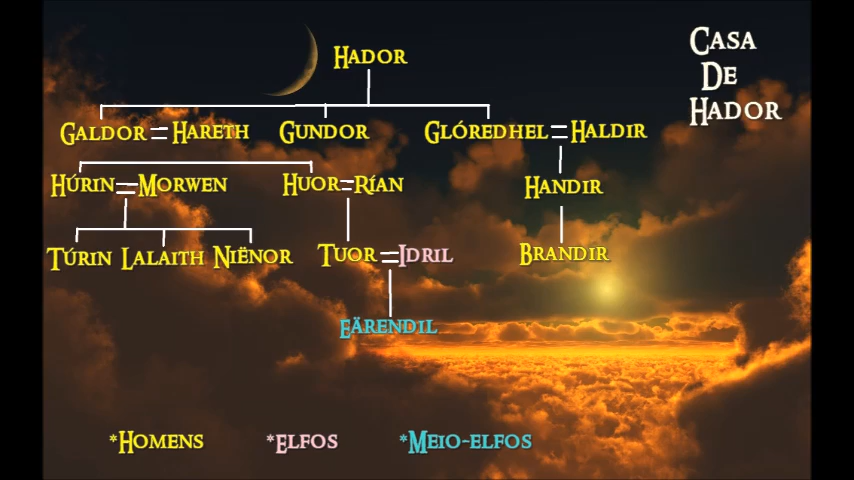 Casa
De
Hador
Hador
Galdor Hareth Gundor Glóredhel Haldir
Húrin Morwen Huor Rían Handir
Túrin Lalaith Niënor Tuor Idril Brandir
Eärendil
*Homens *Elfos *Meio-elfos